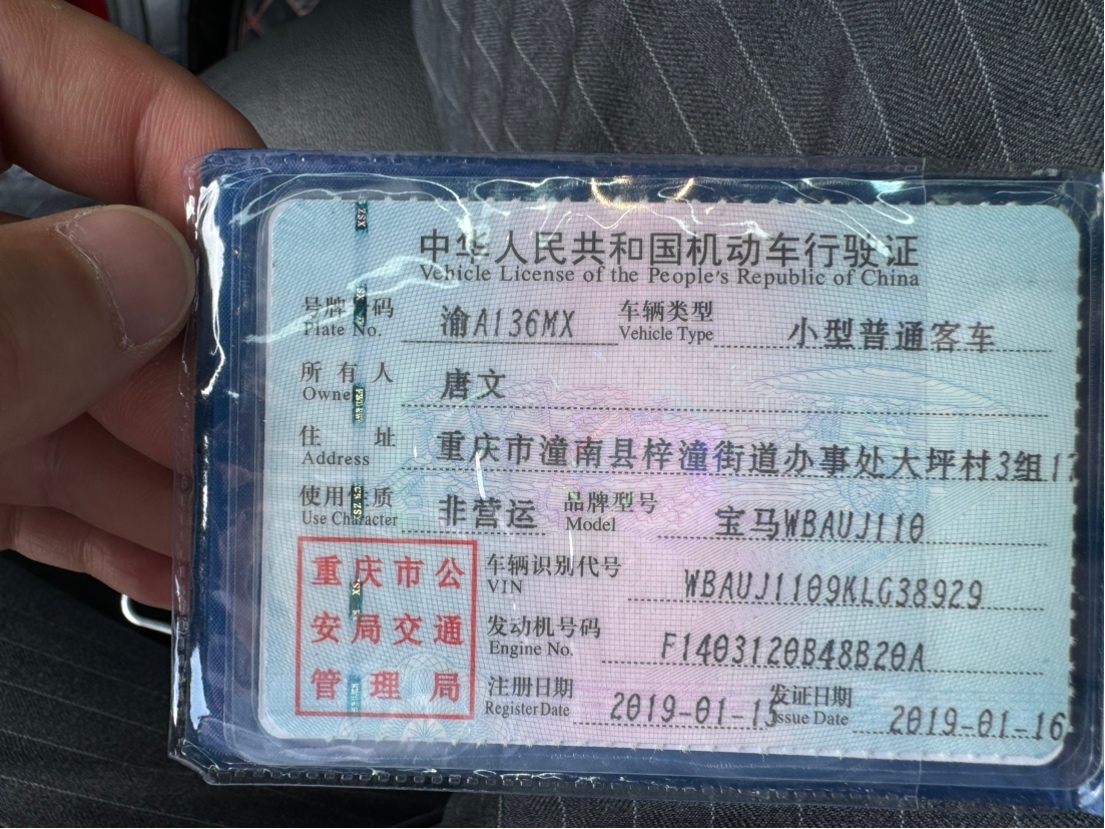 中华人民共和国机动车行驶证
Vehicle License of the People's Republic of China
号牌号码 渝A136MX 车辆类型 小型普通客车
Plate No. Vehicle Type
所有人 唐文
Owner
住址 重庆市潼南县梓潼街道办事处大坪村3组17
Address
使用性质 非营运 品牌型号 宝马WBAUJ110
Use Character Model
重庆市公
安局交通
管理局
车辆识别代号 WBAUJ1109KLG38929
VIN
发动机号码 F1403120B48B20A
Engine No.
注册日期 2019-01-15 发证日期 2019-01-16
Register Date Issue Date